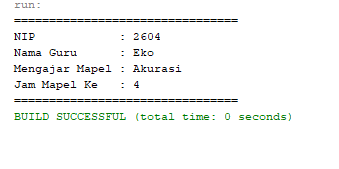 run:
================================
NIP            : 2604
Nama Guru      : Eko
Mengajar Mapel : Akurasi
Jam Mapel Ke   : 4
================================
BUILD SUCCESSFUL (total time: 0 seconds)